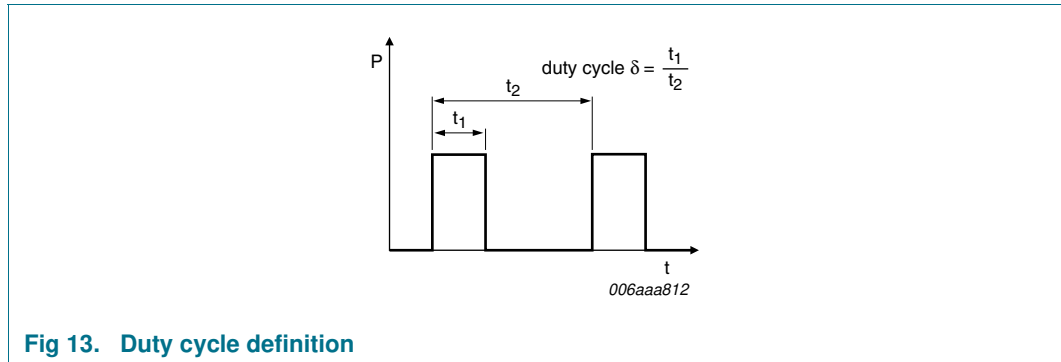 P
duty cycle δ = t1
t2
t2
t1
t
006aaa812
Fig 13. Duty cycle definition